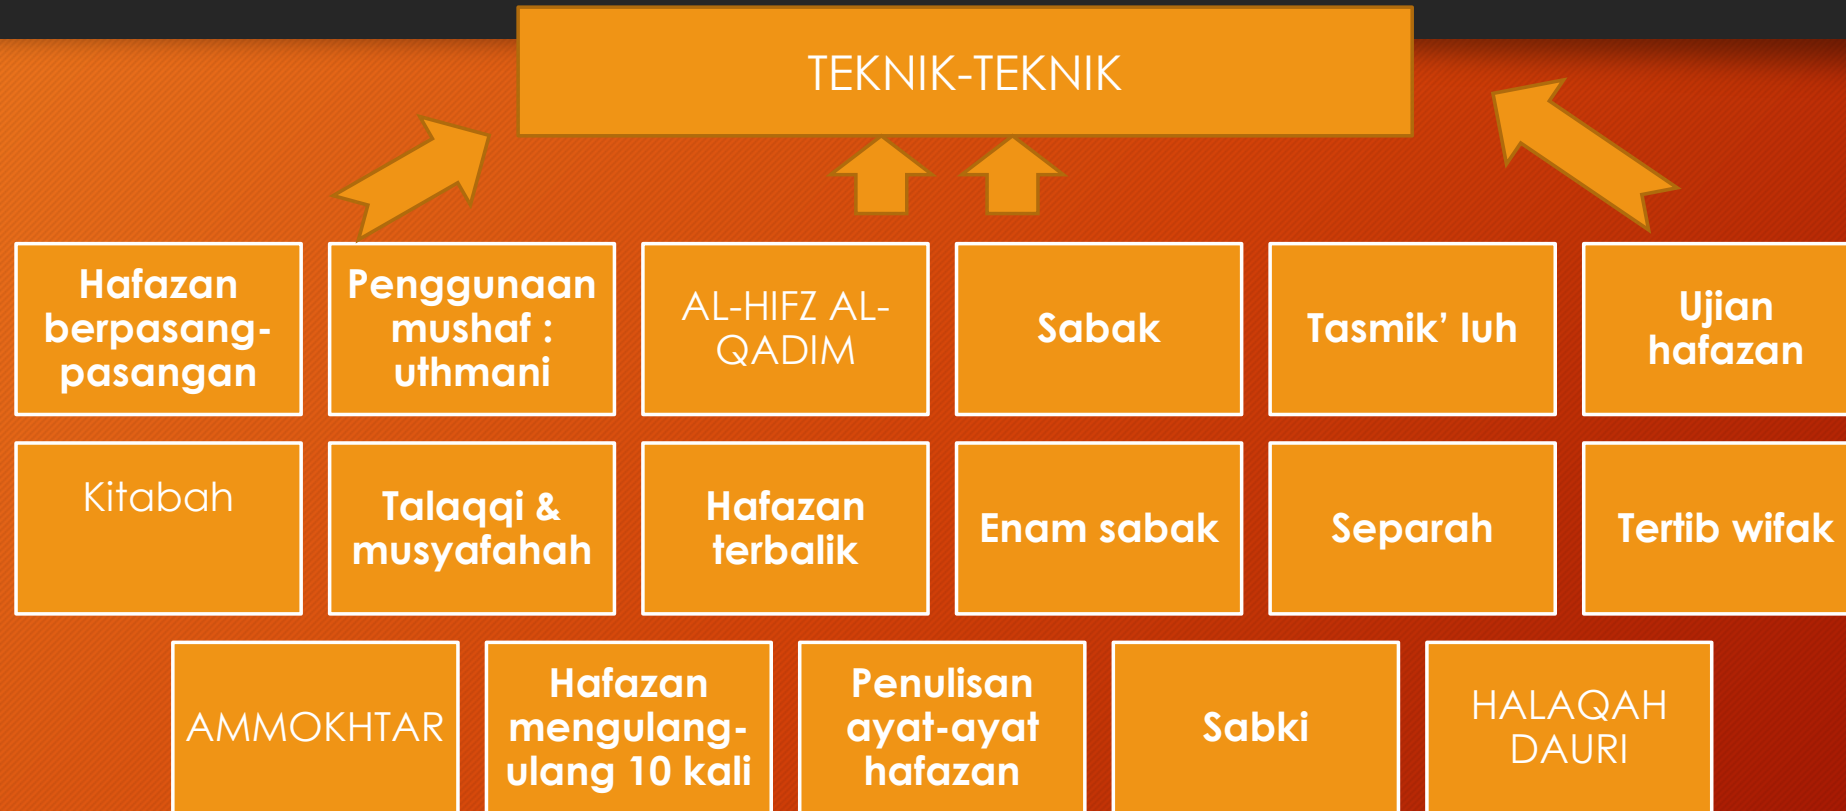 TEKNIK-TEKNIK
Hafazan
berpasang-
pasangan
Penggunaan
mushaf :
uthmani
AL-HIFZ AL-
QADIM
Sabak
Tasmik’ luh
Ujian
hafazan
Kitabah
Talaqqi &
musyafahah
Hafazan
terbalik
Enam sabak
Separah
Tertib wifak
AMMOKHTAR
Hafazan
mengulang-
ulang 10 kali
Penulisan
ayat-ayat
hafazan
Sabki
HALAQAH
DAURI